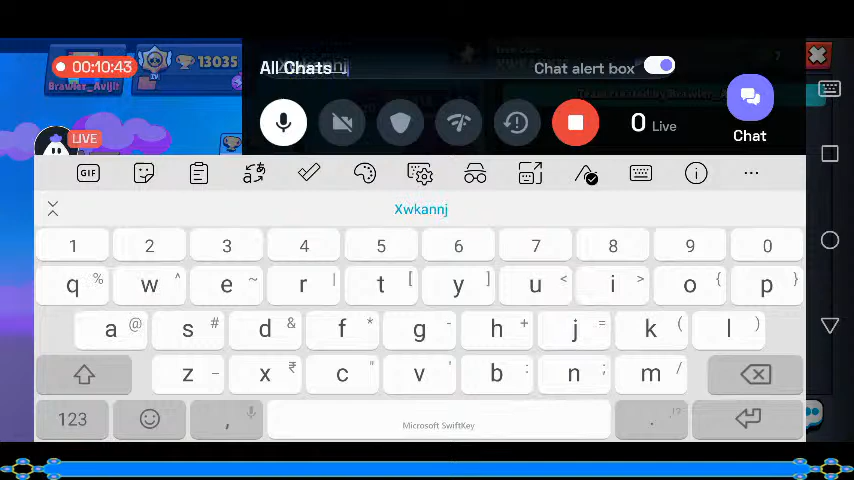 00:10:43
13035
Brawler_Avijit
LIVE
All Chats
Chat alert box
0 Live
Chat
GIF
Xwkannj
1 2 3 4 5 6 7 8 9 0
q % w ^ e ~ r | t [ y ] u < i > o { p }
a @ s # d & f * g - h + j = k ( l )
z _ x ₹ c " v ' b : n ; m /
123 , Microsoft SwiftKey . ,!?